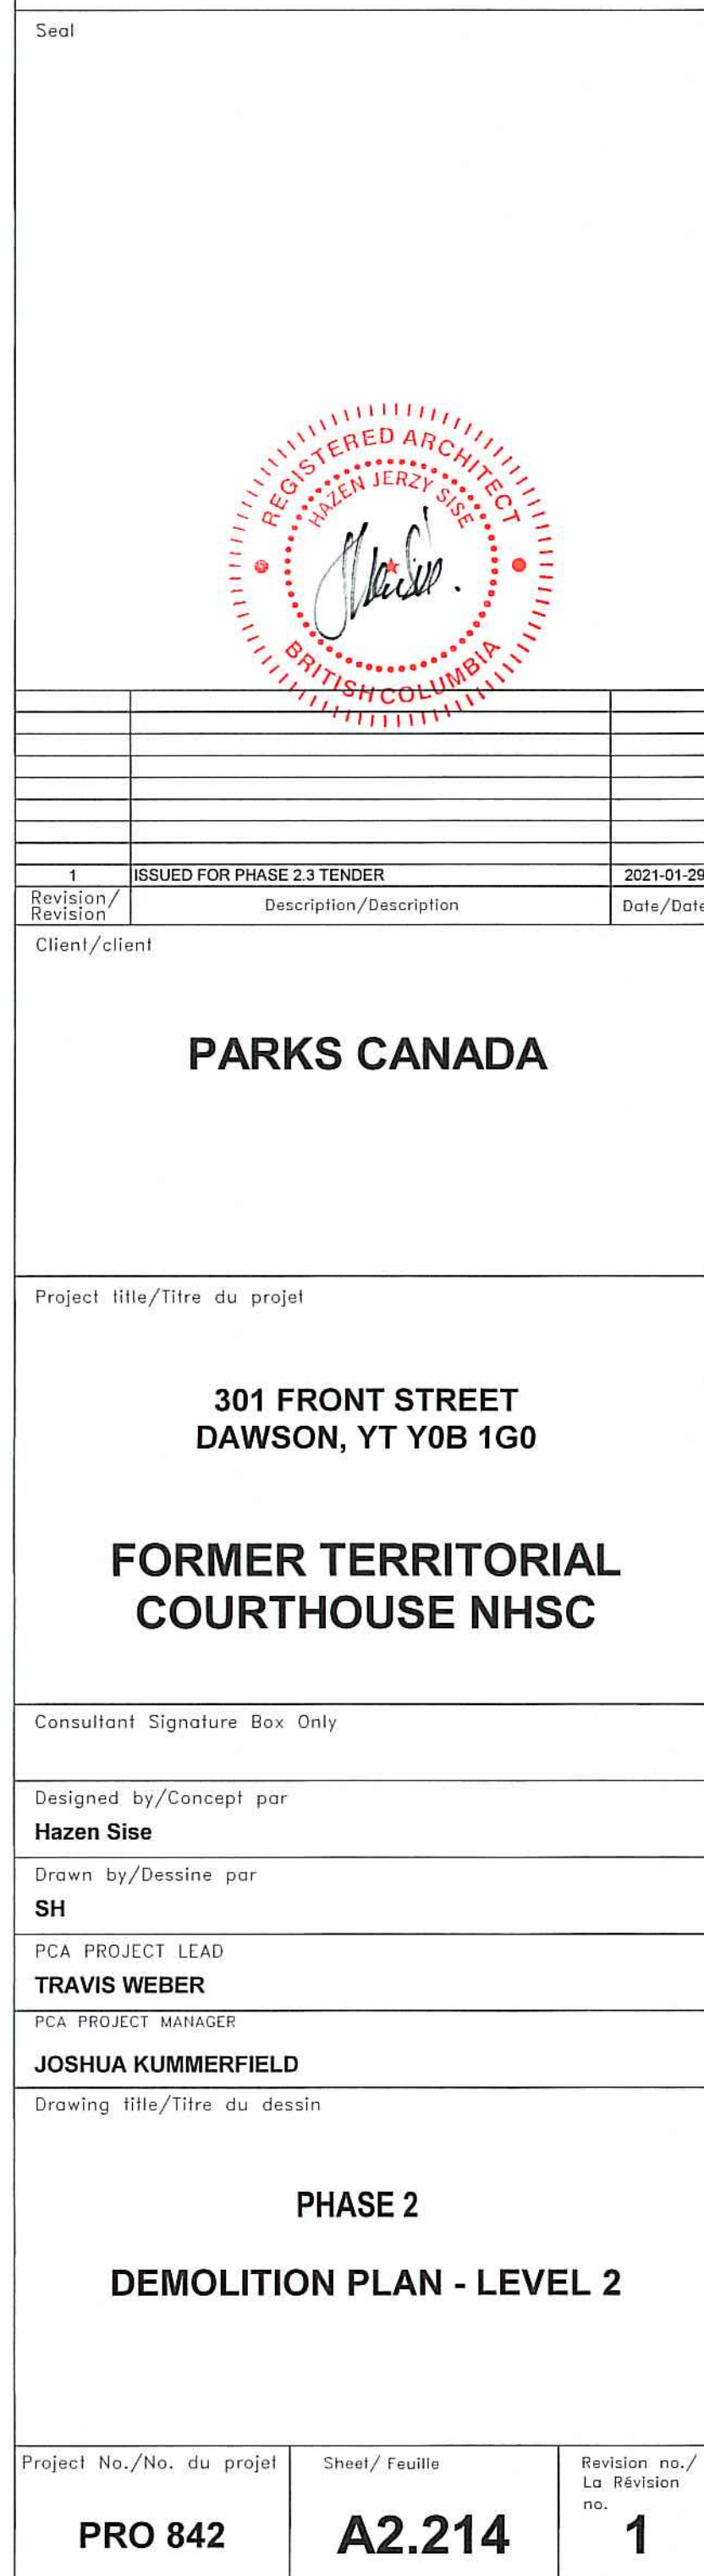 Seal
REGISTERED ARCHITECT
HAZEN JERZY SISE
BRITISH COLUMBIA
1 ISSUED FOR PHASE 2.3 TENDER 2021-01-29
Revision/
Revision
Description/Description
Date/Date
Client/client
PARKS CANADA
Project title/Titre du projet
301 FRONT STREET
DAWSON, YT Y0B 1G0
FORMER TERRITORIAL
COURTHOUSE NHSC
Consultant Signature Box Only
Designed by/Concept par
Hazen Sise
Drawn by/Dessine par
SH
PCA PROJECT LEAD
TRAVIS WEBER
PCA PROJECT MANAGER
JOSHUA KUMMERFIELD
Drawing title/Titre du dessin
PHASE 2
DEMOLITION PLAN - LEVEL 2
Project No./No. du projet
PRO 842
Sheet/ Feuille
A2.214
Revision no./
La Révision
no.
1